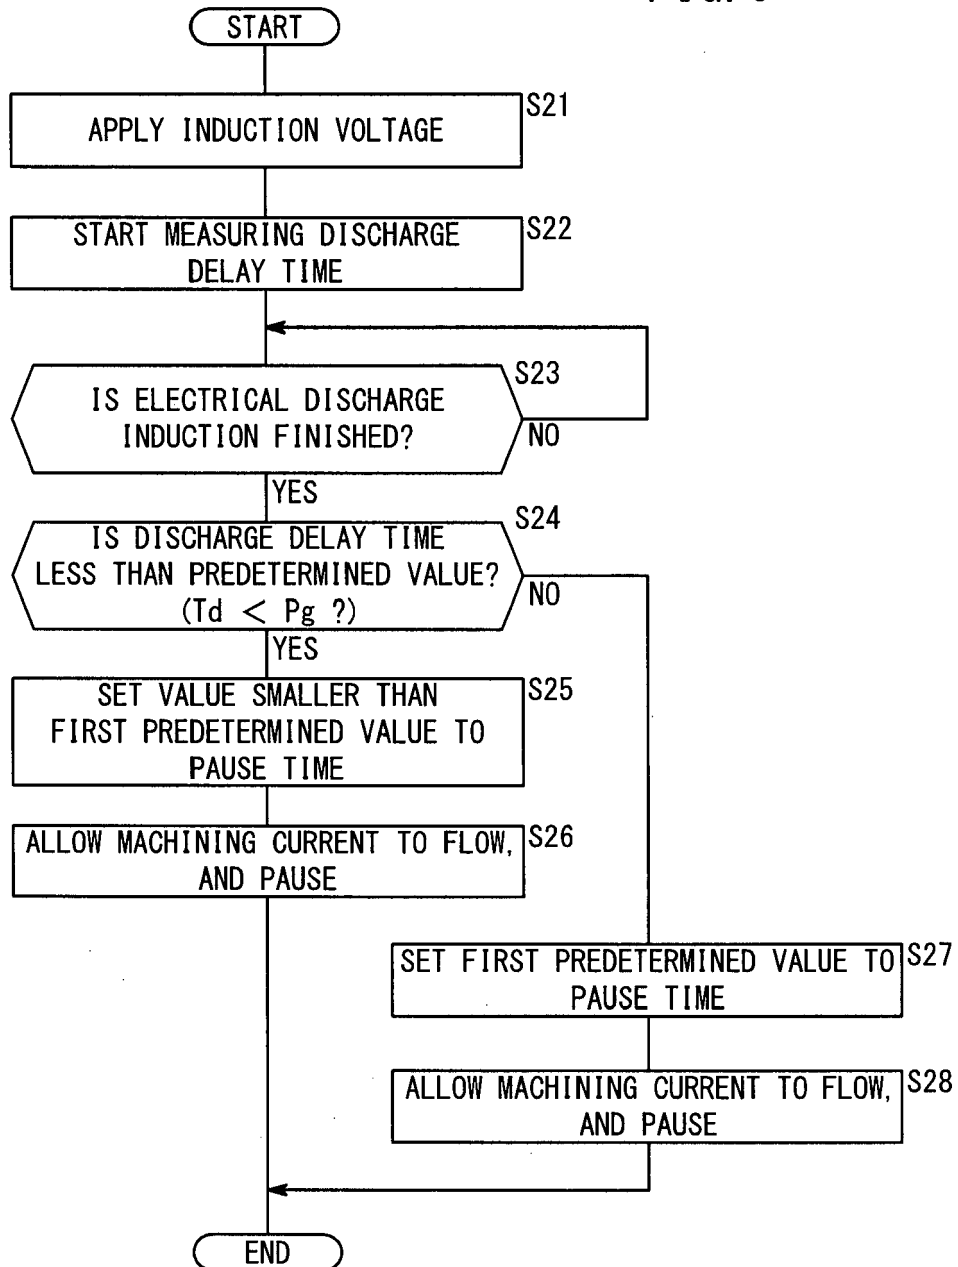 START
S21
APPLY INDUCTION VOLTAGE
S22
START MEASURING DISCHARGE
DELAY TIME
S23
IS ELECTRICAL DISCHARGE
INDUCTION FINISHED?
NO
YES
S24
IS DISCHARGE DELAY TIME
LESS THAN PREDETERMINED VALUE?
(Td < Pg ?)
NO
YES
S25
SET VALUE SMALLER THAN
FIRST PREDETERMINED VALUE TO
PAUSE TIME
S26
ALLOW MACHINING CURRENT TO FLOW,
AND PAUSE
S27
SET FIRST PREDETERMINED VALUE TO
PAUSE TIME
S28
ALLOW MACHINING CURRENT TO FLOW,
AND PAUSE
END